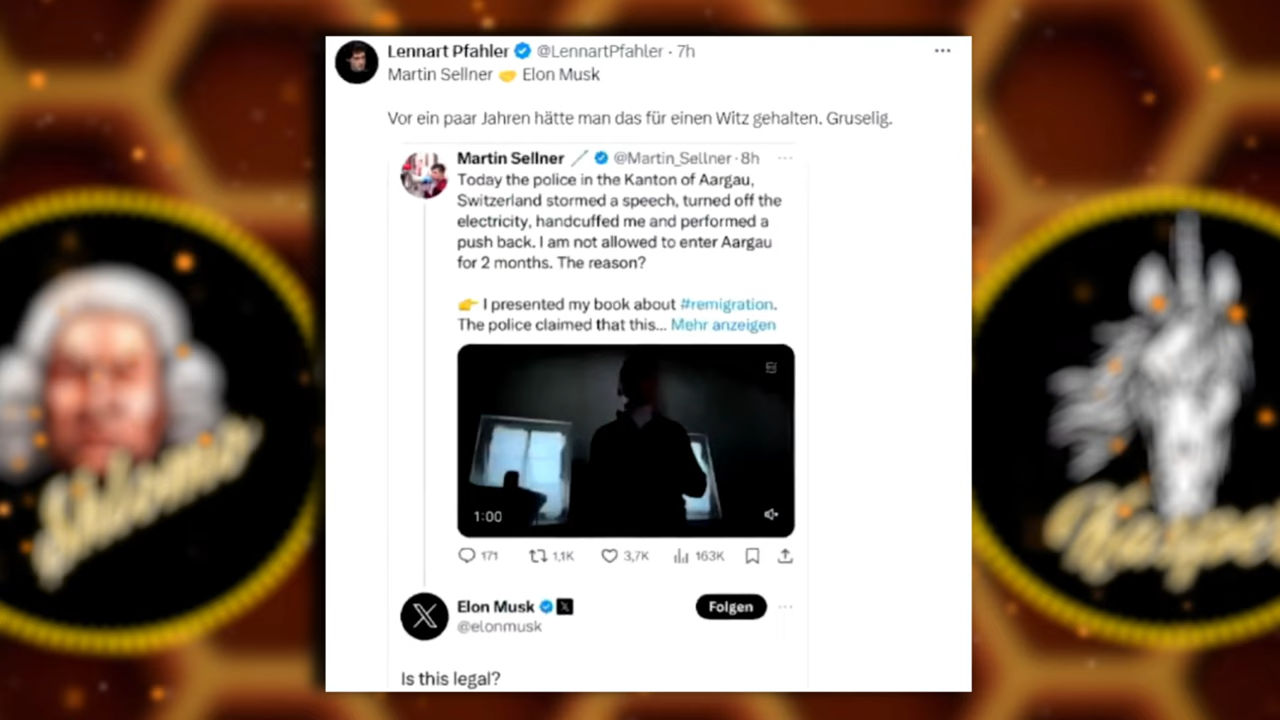 Lennart Pfahler @LennartPfahler · 7h
Martin Sellner 🤝 Elon Musk
Vor ein paar Jahren hätte man das für einen Witz gehalten. Gruselig.
Martin Sellner @Martin_Sellner · 8h
Today the police in the Kanton of Aargau,
Switzerland stormed a speech, turned off the
electricity, handcuffed me and performed a
push back. I am not allowed to enter Aargau
for 2 months. The reason?
👉 I presented my book about #remigration.
The police claimed that this... Mehr anzeigen
1:00
171 1,1K 3,7K 163K
Elon Musk
@elonmusk
Folgen
Is this legal?
Shlomo